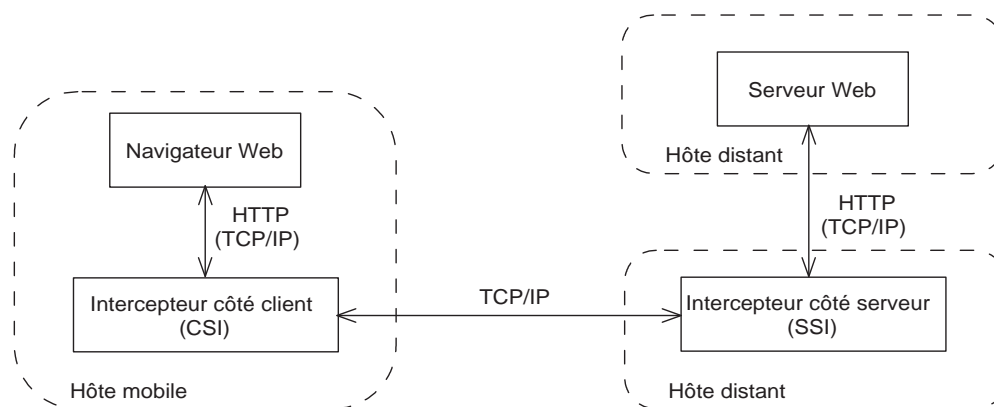 Navigateur Web
HTTP
(TCP/IP)
Intercepteur côté client
(CSI)
Hôte mobile
TCP/IP
Serveur Web
Hôte distant
HTTP
(TCP/IP)
Intercepteur côté serveur
(SSI)
Hôte distant